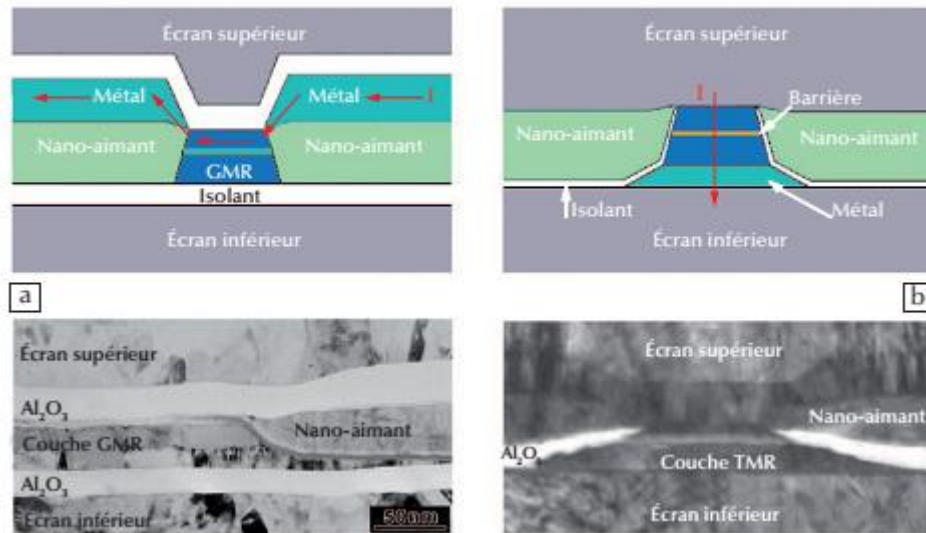 Écran supérieur
Métal
Métal
I
Nano-aimant
Nano-aimant
GMR
Isolant
Écran inférieur
a
Écran supérieur
I
Barrière
Nano-aimant
Nano-aimant
Isolant
Métal
Écran inférieur
b
Écran supérieur
Al₂O₃
Nano-aimant
Couche GMR
Al₂O₃
Écran inférieur
50nm
Écran supérieur
Nano-aimant
Al₂O₃
Couche TMR
Écran inférieur